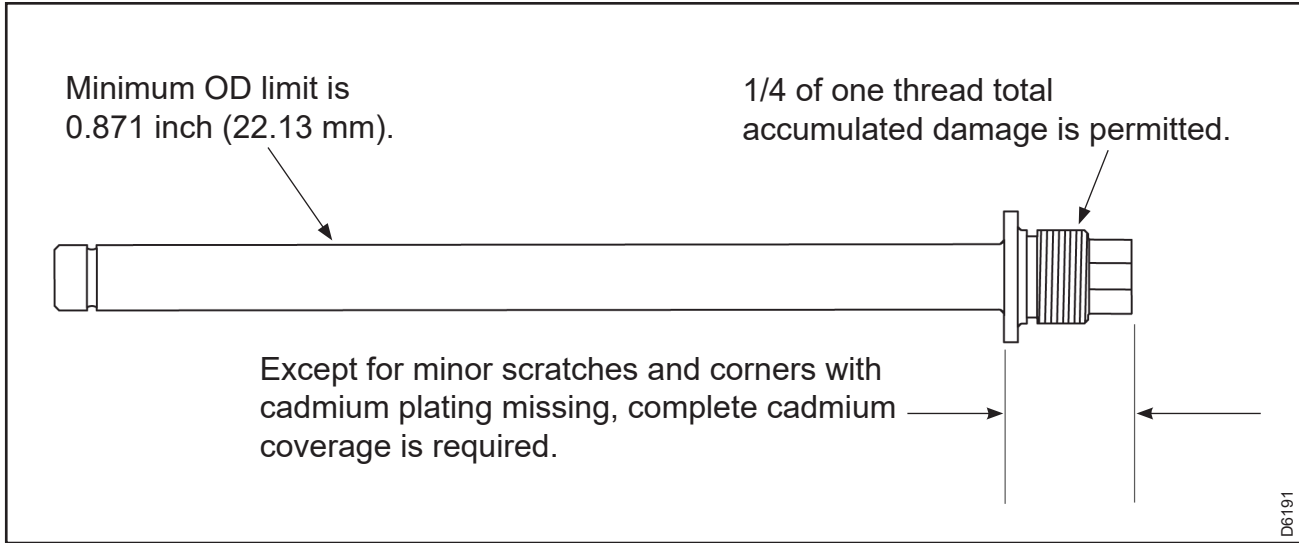 Minimum OD limit is
0.871 inch (22.13 mm).
1/4 of one thread total
accumulated damage is permitted.
Except for minor scratches and corners with
cadmium plating missing, complete cadmium
coverage is required.
D6191